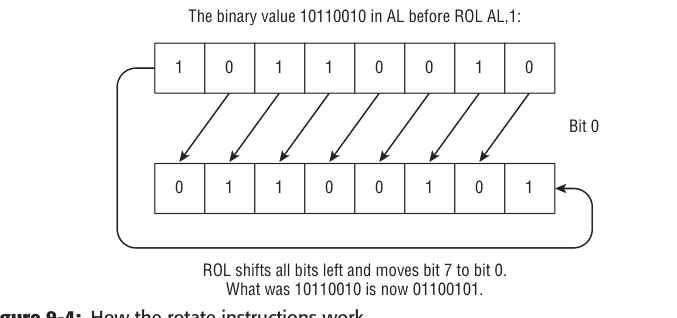 The binary value 10110010 in AL before ROL AL,1:
1 0 1 1 0 0 1 0
Bit 0
0 1 1 0 0 1 0 1
ROL shifts all bits left and moves bit 7 to bit 0.
What was 10110010 is now 01100101.
How the rotate instructions work